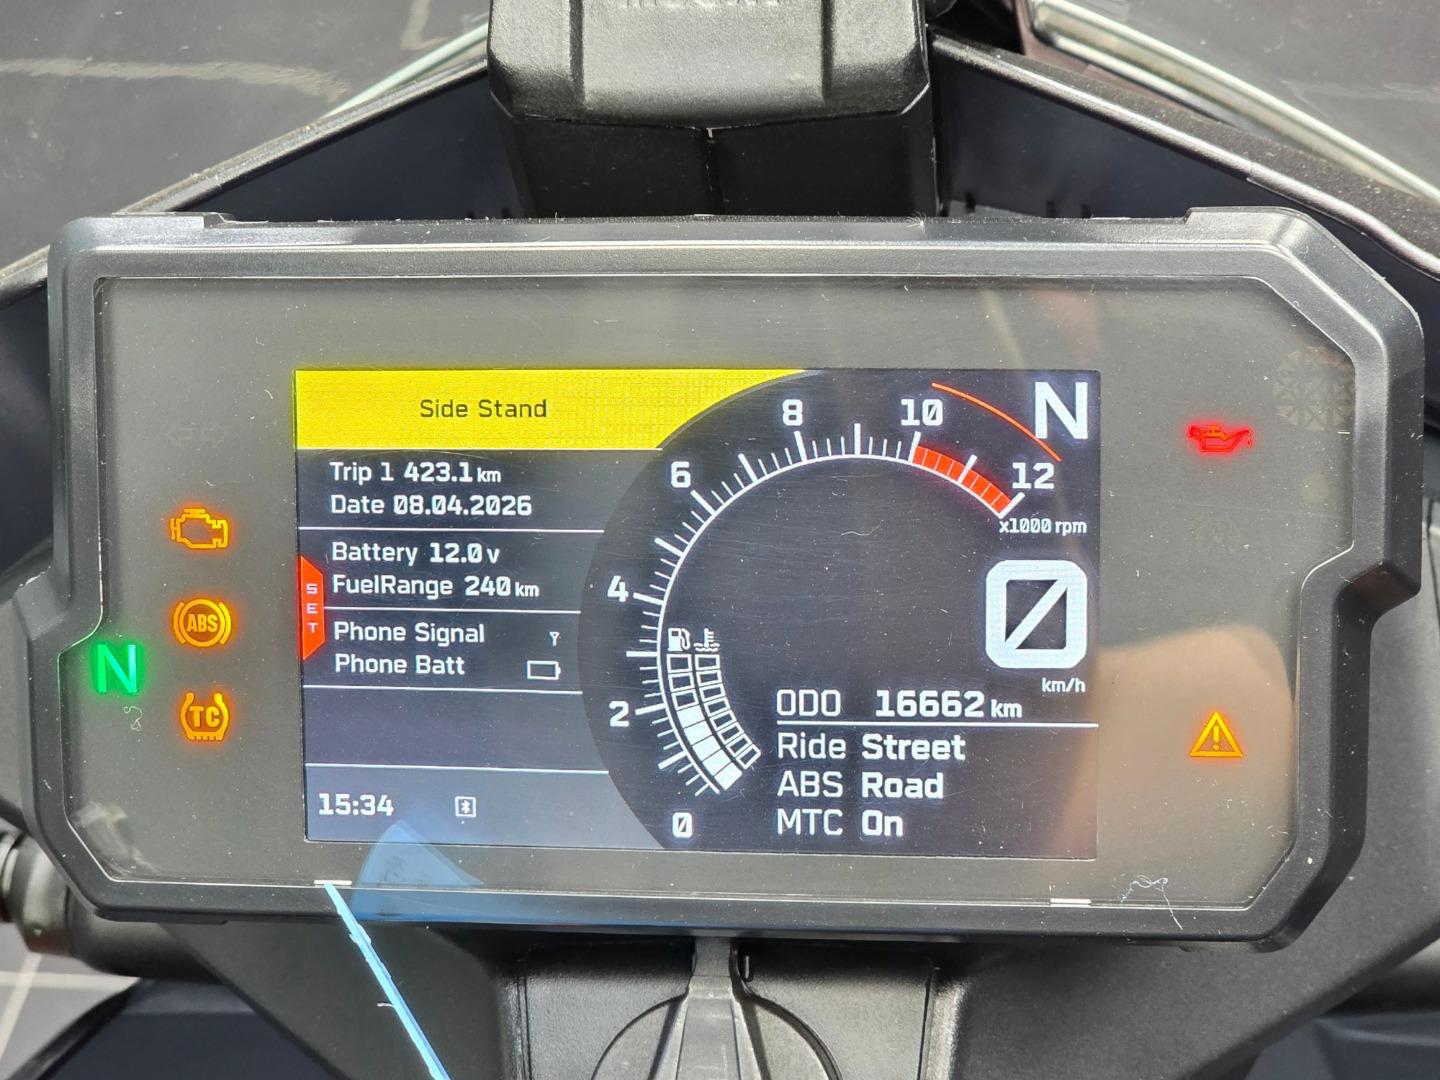 Side Stand
Trip 1 423.1 km
Date 08.04.2026
Battery 12.0 v
FuelRange 240 km
SET
Phone Signal
Phone Batt
15:34
0
2
4
6
8
10
12
x1000 rpm
N
0
km/h
ODO 16662 km
Ride Street
ABS Road
MTC On
ABS
N
TC